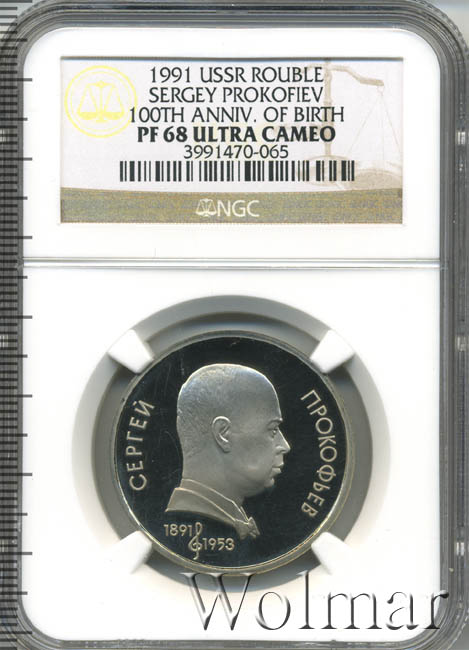 1991 USSR ROUBLE
SERGEY PROKOFIEV
100TH ANNIV. OF BIRTH
PF 68 ULTRA CAMEO
3991470-065
NGC
СЕРГЕЙ
ПРОКОФЬЕВ
1891
1953
Wolmar